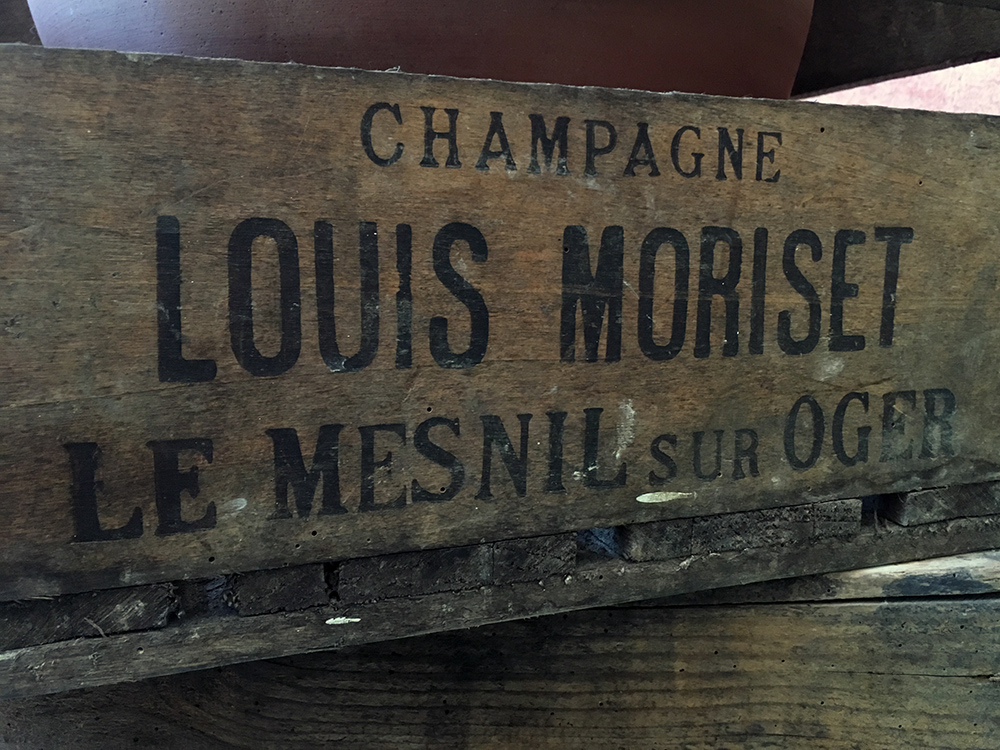 CHAMPAGNE
LOUIS MORISET
LE MESNIL SUR OGER